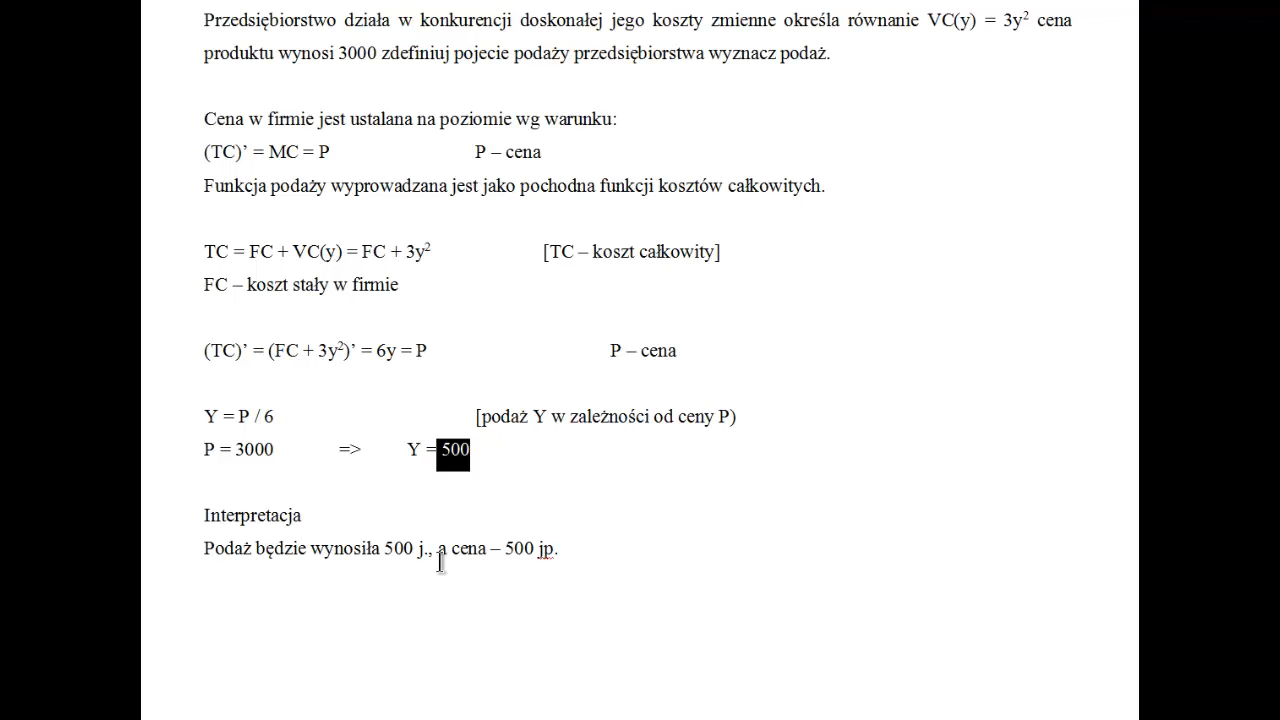 Przedsiębiorstwo działa w konkurencji doskonałej jego koszty zmienne określa równanie VC(y) = 3y² cena
produktu wynosi 3000 zdefiniuj pojecie podaży przedsiębiorstwa wyznacz podaż.
Cena w firmie jest ustalana na poziomie wg warunku:
(TC)’ = MC = P P – cena
Funkcja podaży wyprowadzana jest jako pochodna funkcji kosztów całkowitych.
TC = FC + VC(y) = FC + 3y² [TC – koszt całkowity]
FC – koszt stały w firmie
(TC)’ = (FC + 3y²)’ = 6y = P P – cena
Y = P / 6 [podaż Y w zależności od ceny P)
P = 3000 => Y = 500
Interpretacja
Podaż będzie wynosiła 500 j., a cena – 500 jp.